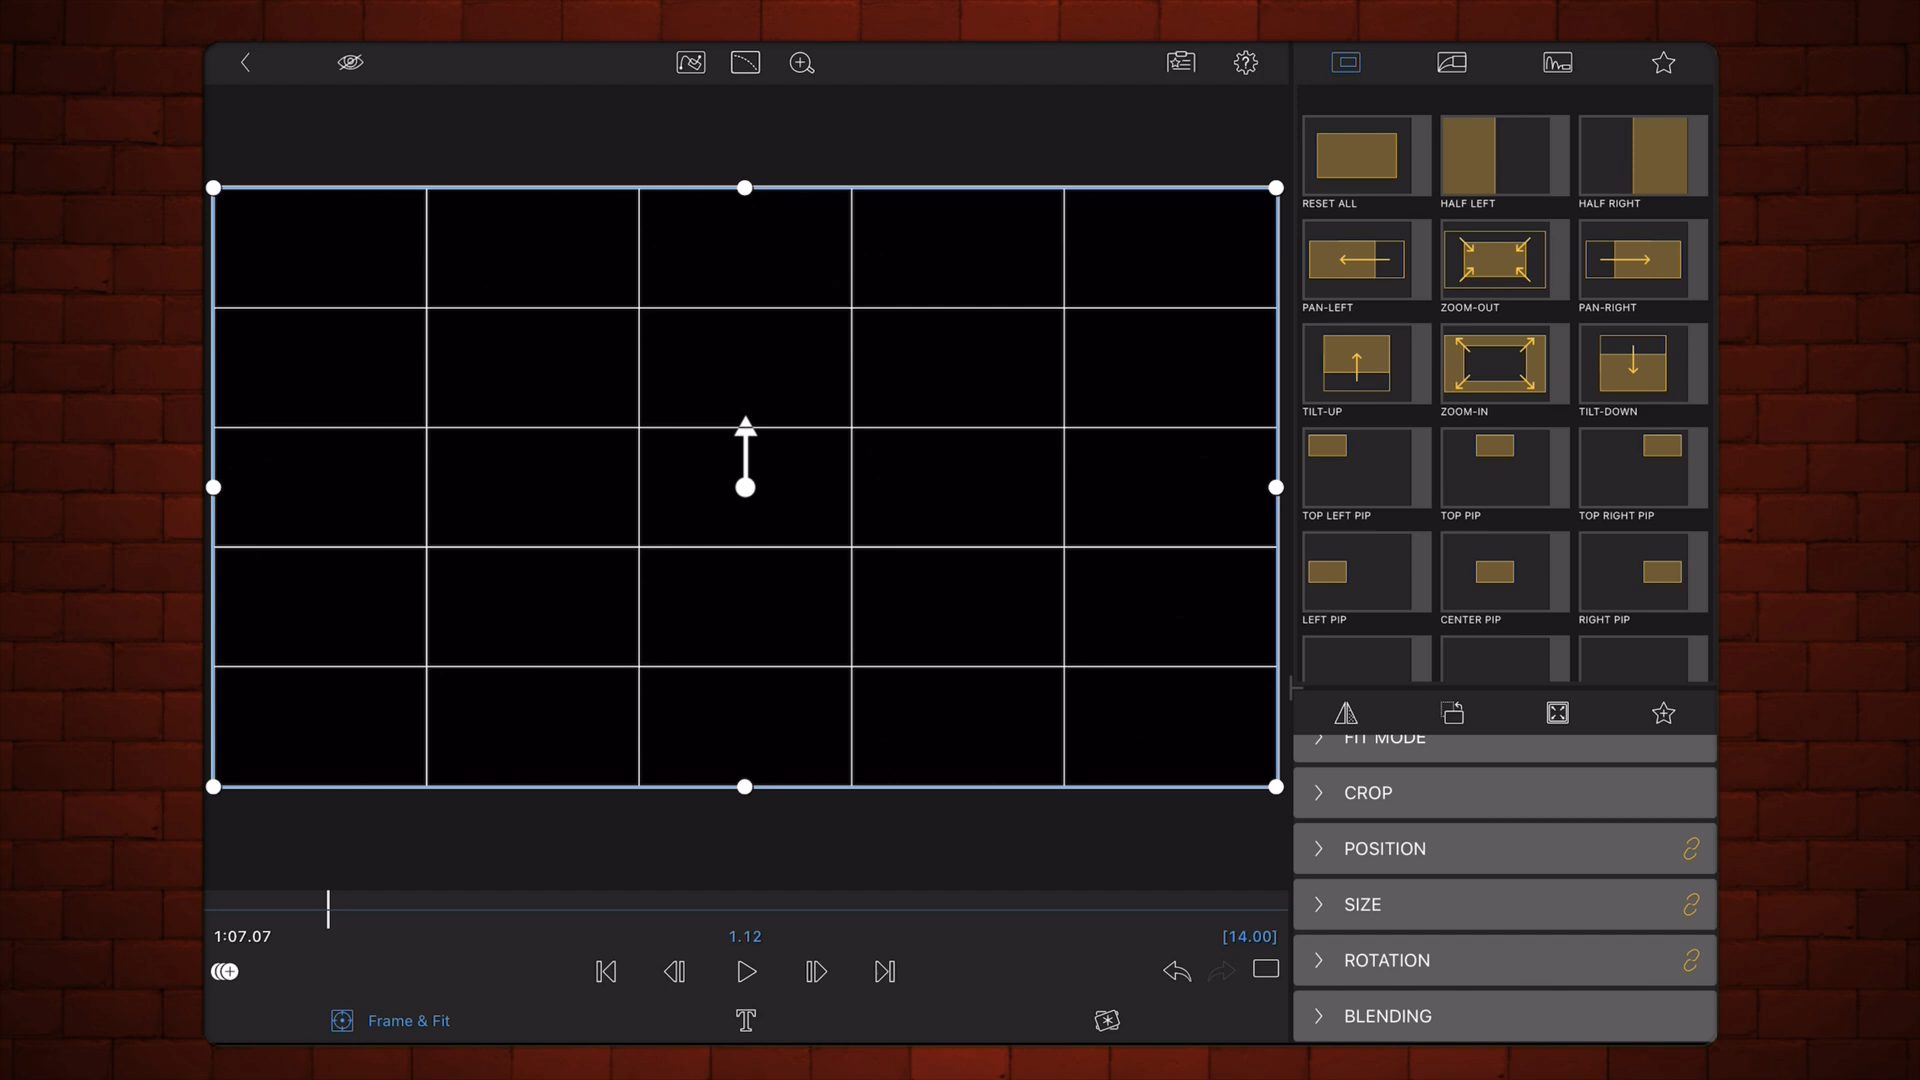 RESET ALL
HALF LEFT
HALF RIGHT
PAN-LEFT
ZOOM-OUT
PAN-RIGHT
TILT-UP
ZOOM-IN
TILT-DOWN
TOP LEFT PIP
TOP PIP
TOP RIGHT PIP
LEFT PIP
CENTER PIP
RIGHT PIP
FIT MODE
CROP
POSITION
SIZE
ROTATION
BLENDING
1:07.07
1.12
[14.00]
Frame & Fit